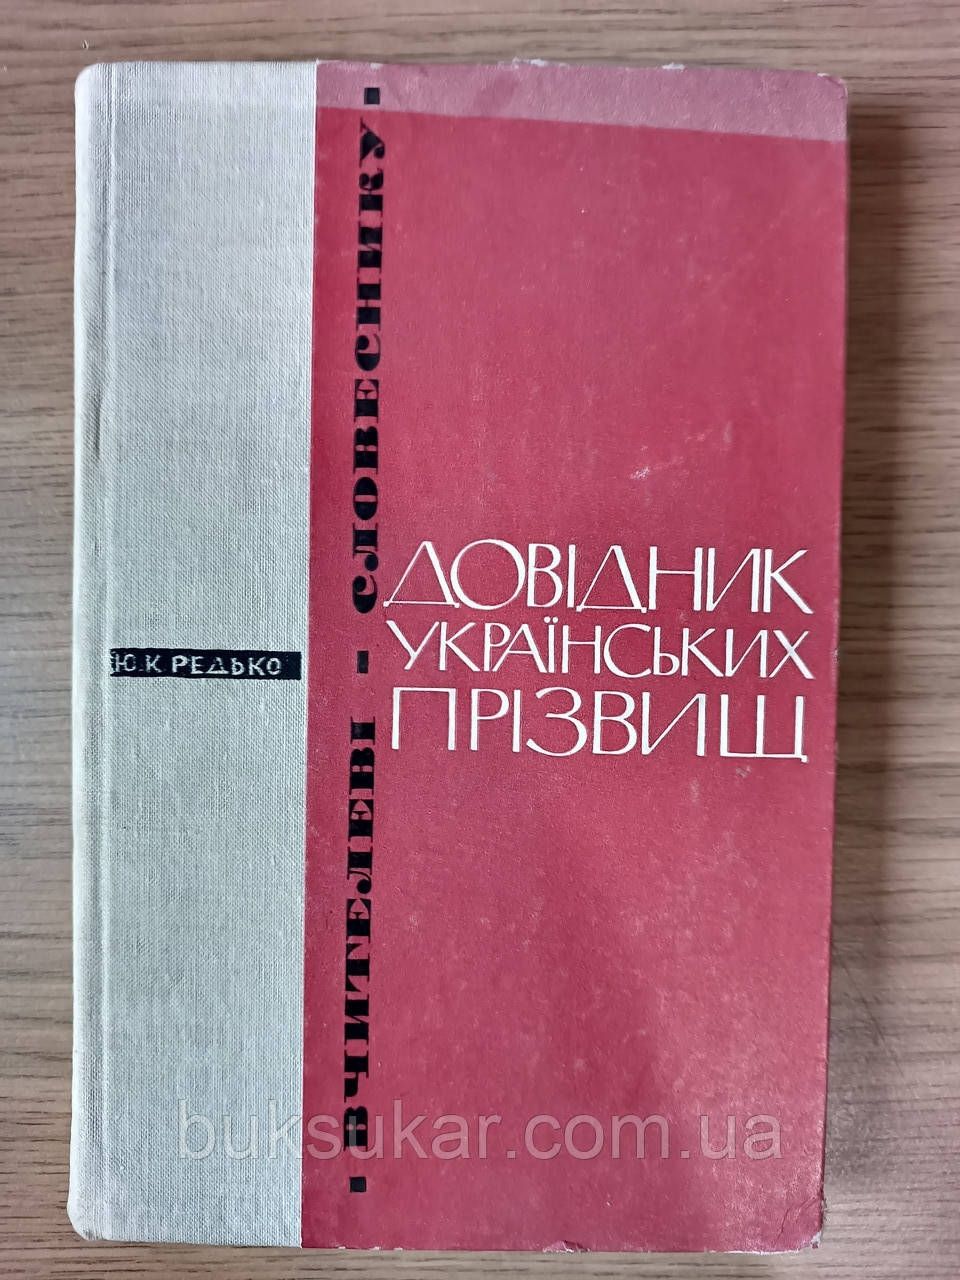 Ю.К.РЕДЬКО
· ВЧИТЕЛЕВІ · СЛОВЕСНИКУ ·
ДОВІДНИК
УКРАЇНСЬКИХ
ПРІЗВИЩ
buksukar.com.ua